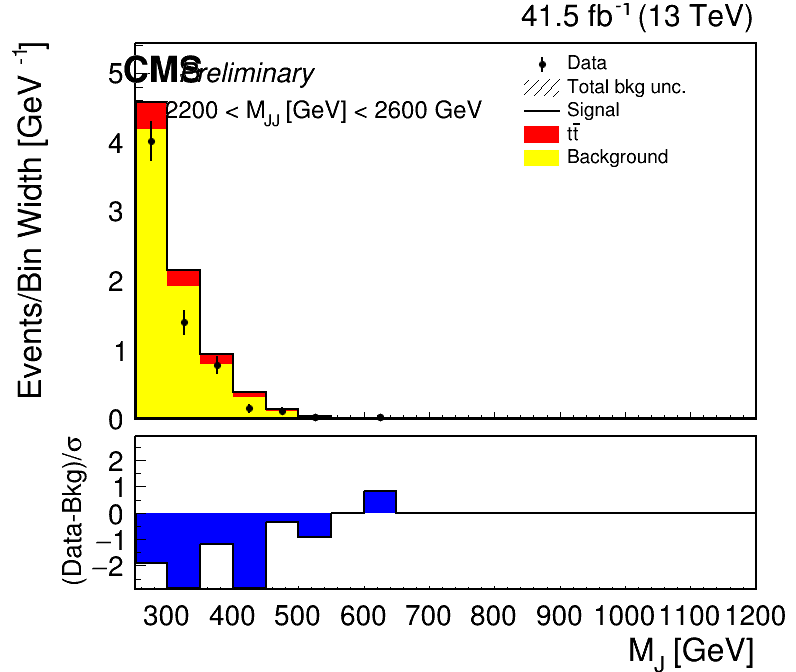 41.5 fb⁻¹ (13 TeV)
CMS Preliminary
2200 < M_JJ [GeV] < 2600 GeV
Data
Total bkg unc.
Signal
tt̄
Background
Events/Bin Width [GeV⁻¹]
5
4
3
2
1
0
(Data-Bkg)/σ
2
1
0
−1
−2
300 400 500 600 700 800 900 1000 1100 1200
M_J [GeV]